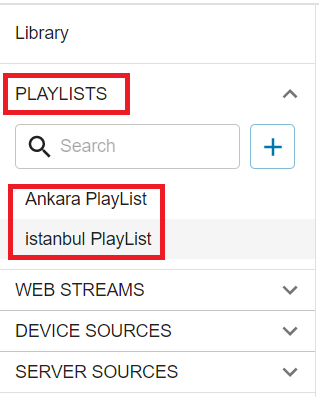 Library
PLAYLISTS
Search
Ankara PlayList
istanbul PlayList
WEB STREAMS
DEVICE SOURCES
SERVER SOURCES